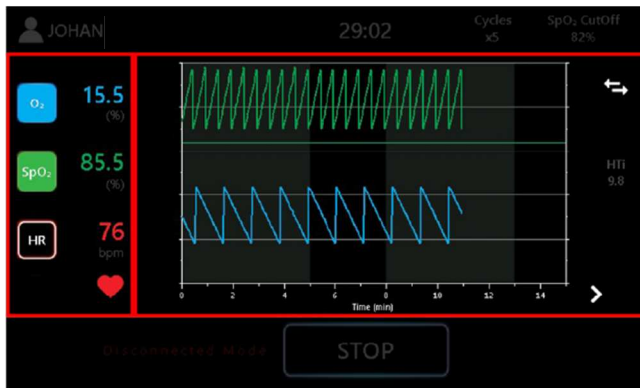 JOHAN
29:02
Cycles
x5
SpO₂ CutOff
82%
O₂
15.5
(%)
SpO₂
85.5
(%)
HR
76
bpm
HTi
9.8
0 2 4 6 8 10 12 14
Time (min)
Disconnected Mode
STOP